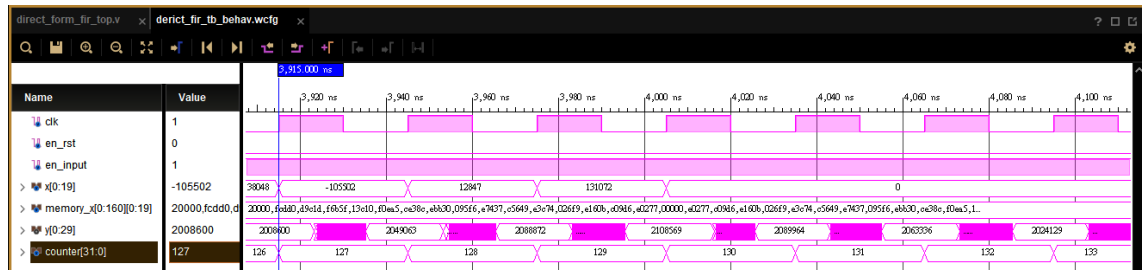 direct_form_fir_top.v × derict_fir_tb_behav.wcfg ×
3,915.000 ns
Name Value 3,920 ns 3,940 ns 3,960 ns 3,980 ns 4,000 ns 4,020 ns 4,040 ns 4,060 ns 4,080 ns 4,100 ns
clk 1
en_rst 0
en_input 1
x[0:19] -105502 38048 -105502 12847 131072 0
memory_x[0:160][0:19] 20000,fcdd0,d 20000,fcdd0,d9c1d,f6b5f,13c10,f0ea5,ce38c,ebb30,095f6,e7437,c5649,e3c74,026f9,e160b,c09d6,e0277,00000,e0277,c09d6,e160b,026f9,e3c74,c5649,e7437,095f6,ebb30,ce38c,f0ea5,1...
y[0:29] 2008600 2008600 2049063 ... 2088872 ... 2108569 ... 2089964 ... 2063336 ... 2024129 ...
counter[31:0] 127 126 127 128 129 130 131 132 133